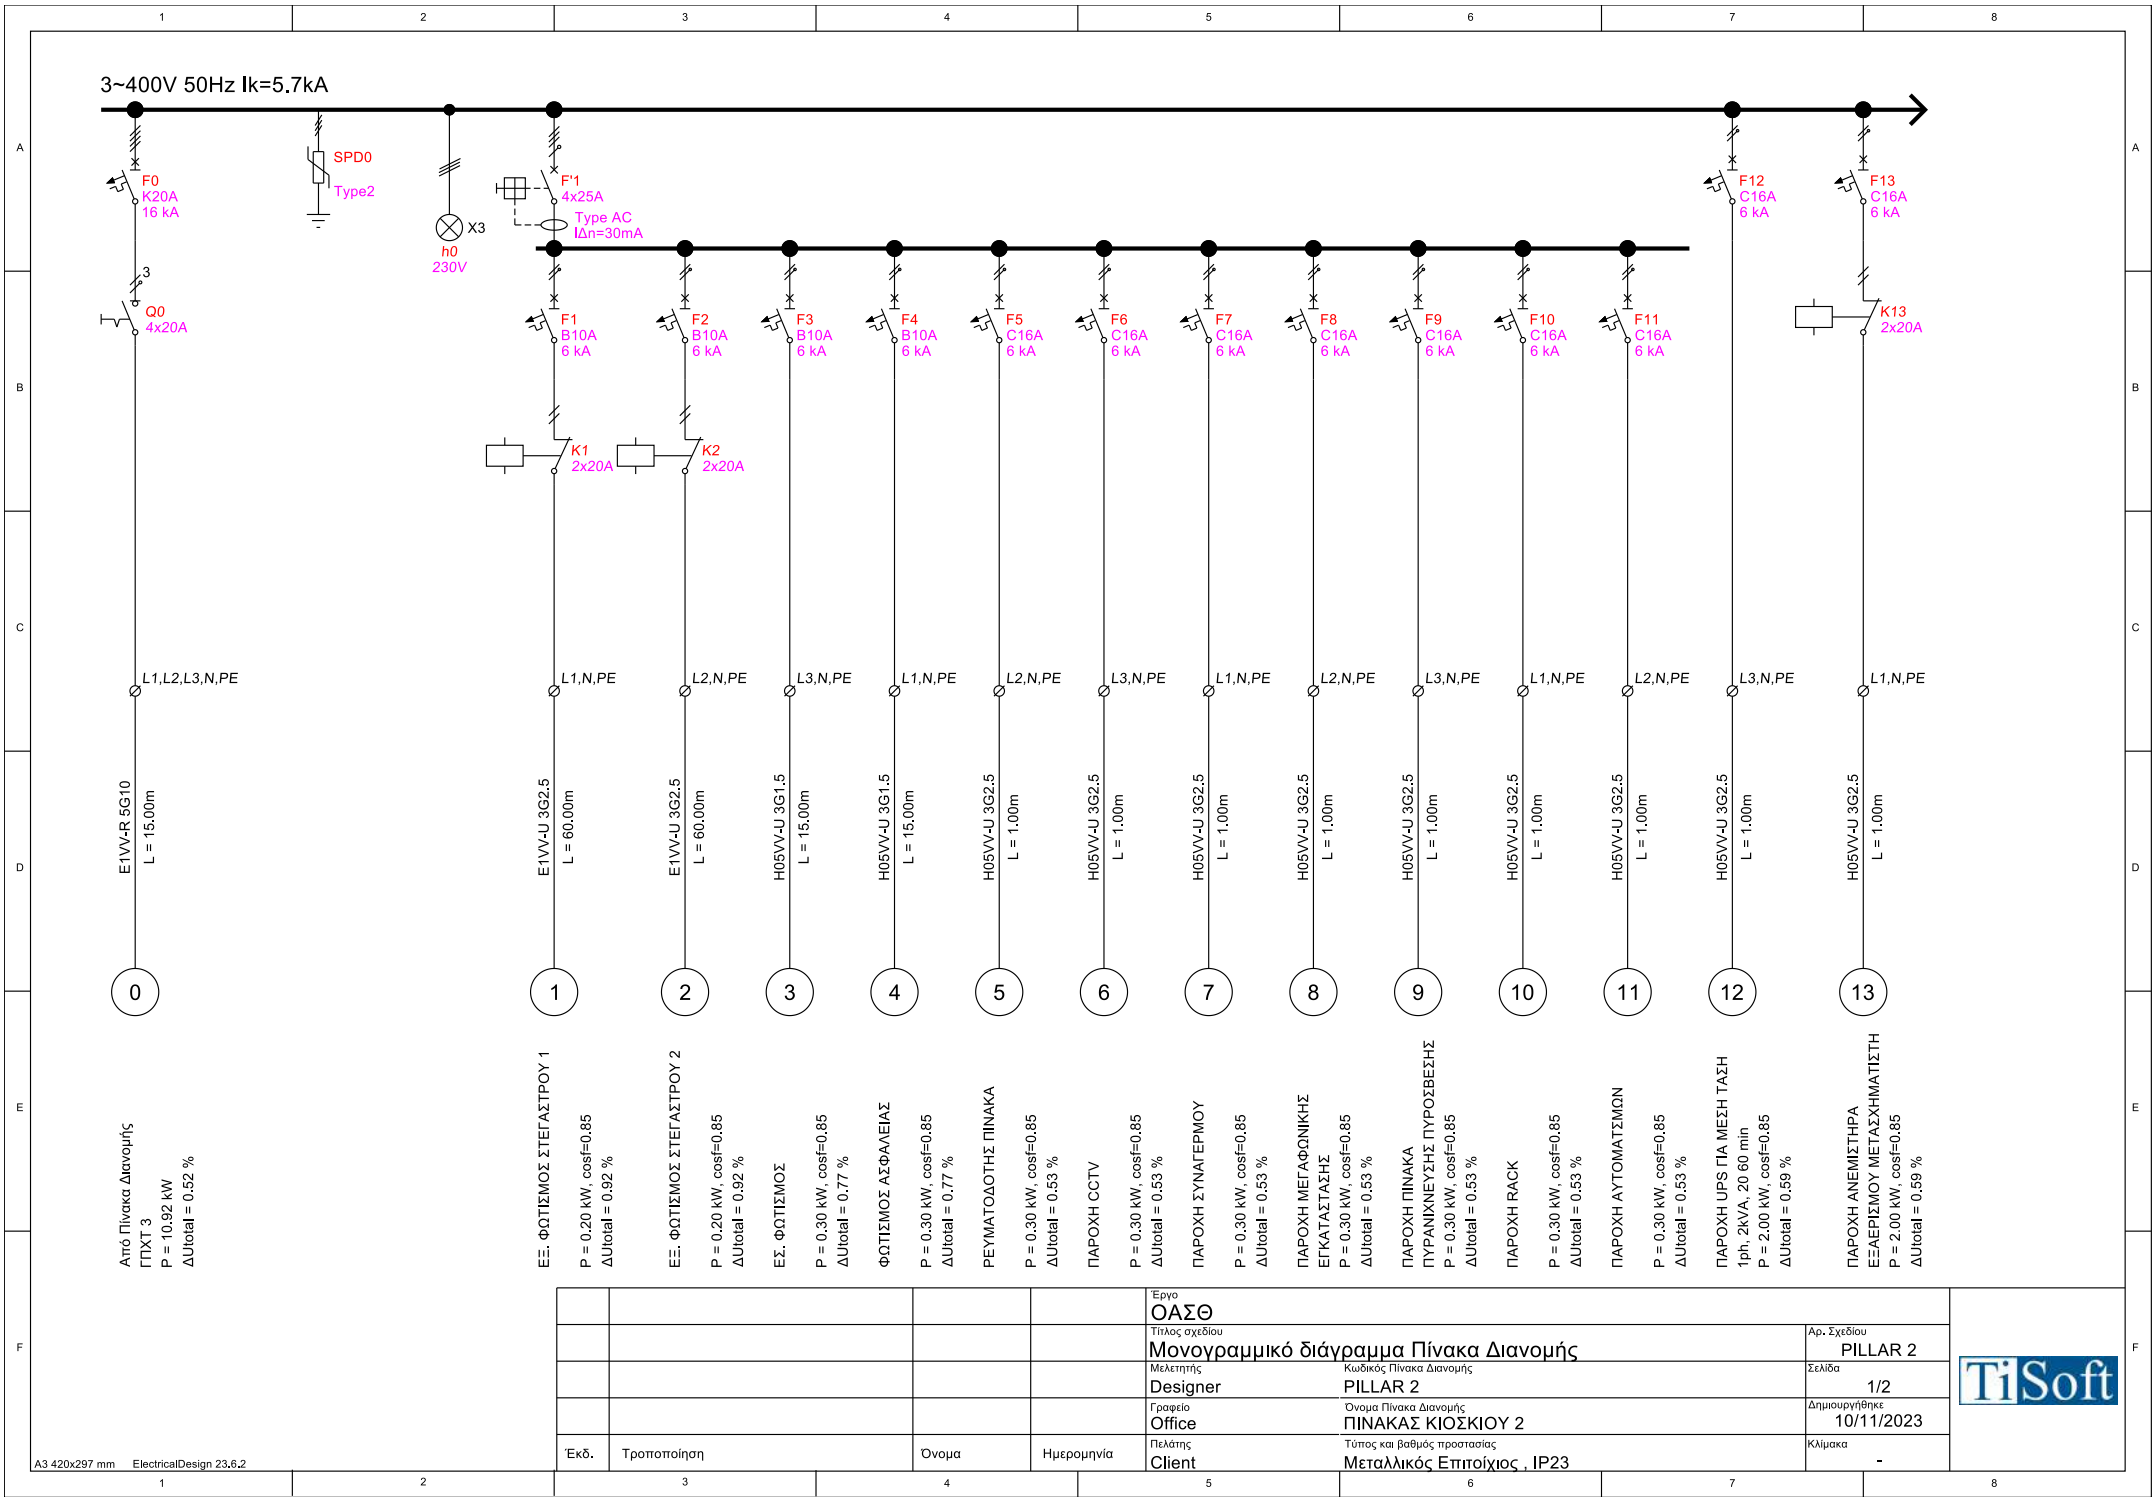 1 2 3 4 5 6 7 8
3~400V 50Hz Ik=5.7kA
A A
F0
K20A
16 kA
SPD0
Type2
X3
h0
230V
F'1
4x25A
Type AC
IΔn=30mA
F12
C16A
6 kA
F13
C16A
6 kA
3
Q0
4x20A
F1
B10A
6 kA
F2
B10A
6 kA
F3
B10A
6 kA
F4
B10A
6 kA
F5
C16A
6 kA
F6
C16A
6 kA
F7
C16A
6 kA
F8
C16A
6 kA
F9
C16A
6 kA
F10
C16A
6 kA
F11
C16A
6 kA
K13
2x20A
B B
K1
2x20A
K2
2x20A
C C
L1,L2,L3,N,PE
L1,N,PE
L2,N,PE
L3,N,PE
L1,N,PE
L2,N,PE
L3,N,PE
L1,N,PE
L2,N,PE
L3,N,PE
L1,N,PE
L2,N,PE
L3,N,PE
L1,N,PE
D D
E1VV-R 5G10
L = 15.00m
E1VV-U 3G2.5
L = 60.00m
E1VV-U 3G2.5
L = 60.00m
H05VV-U 3G1.5
L = 15.00m
H05VV-U 3G1.5
L = 15.00m
H05VV-U 3G2.5
L = 1.00m
H05VV-U 3G2.5
L = 1.00m
H05VV-U 3G2.5
L = 1.00m
H05VV-U 3G2.5
L = 1.00m
H05VV-U 3G2.5
L = 1.00m
H05VV-U 3G2.5
L = 1.00m
H05VV-U 3G2.5
L = 1.00m
H05VV-U 3G2.5
L = 1.00m
H05VV-U 3G2.5
L = 1.00m
0 1 2 3 4 5 6 7 8 9 10 11 12 13
E E
Από Πίνακα Διανομής
ΓΠΧΤ 3
P = 10.92 kW
ΔUtotal = 0.52 %
ΕΞ. ΦΩΤΙΣΜΟΣ ΣΤΕΓΑΣΤΡΟΥ 1
P = 0.20 kW, cosf=0.85
ΔUtotal = 0.92 %
ΕΞ. ΦΩΤΙΣΜΟΣ ΣΤΕΓΑΣΤΡΟΥ 2
P = 0.20 kW, cosf=0.85
ΔUtotal = 0.92 %
ΕΣ. ΦΩΤΙΣΜΟΣ
P = 0.30 kW, cosf=0.85
ΔUtotal = 0.77 %
ΦΩΤΙΣΜΟΣ ΑΣΦΑΛΕΙΑΣ
P = 0.30 kW, cosf=0.85
ΔUtotal = 0.77 %
ΡΕΥΜΑΤΟΔΟΤΗΣ ΠΙΝΑΚΑ
P = 0.30 kW, cosf=0.85
ΔUtotal = 0.53 %
ΠΑΡΟΧΗ CCTV
P = 0.30 kW, cosf=0.85
ΔUtotal = 0.53 %
ΠΑΡΟΧΗ ΣΥΝΑΓΕΡΜΟΥ
P = 0.30 kW, cosf=0.85
ΔUtotal = 0.53 %
ΠΑΡΟΧΗ ΜΕΓΑΦΩΝΙΚΗΣ
ΕΓΚΑΤΑΣΤΑΣΗΣ
P = 0.30 kW, cosf=0.85
ΔUtotal = 0.53 %
ΠΑΡΟΧΗ ΠΙΝΑΚΑ
ΠΥΡΑΝΙΧΝΕΥΣΗΣ ΠΥΡΟΣΒΕΣΗΣ
P = 0.30 kW, cosf=0.85
ΔUtotal = 0.53 %
ΠΑΡΟΧΗ RACK
P = 0.30 kW, cosf=0.85
ΔUtotal = 0.53 %
ΠΑΡΟΧΗ ΑΥΤΟΜΑΤΣΜΩΝ
P = 0.30 kW, cosf=0.85
ΔUtotal = 0.53 %
ΠΑΡΟΧΗ UPS ΓΙΑ ΜΕΣΗ ΤΑΣΗ
1ph, 2kVA, 20 60 min
P = 2.00 kW, cosf=0.85
ΔUtotal = 0.59 %
ΠΑΡΟΧΗ ΑΝΕΜΙΣΤΗΡΑ
ΕΞΑΕΡΙΣΜΟΥ ΜΕΤΑΣΧΗΜΑΤΙΣΤΗ
P = 2.00 kW, cosf=0.85
ΔUtotal = 0.59 %
F F
Έργο
ΟΑΣΘ
Τίτλος σχεδίου
Μονογραμμικό διάγραμμα Πίνακα Διανομής
Αρ. Σχεδίου
PILLAR 2
Μελετητής
Designer
Κωδικός Πίνακα Διανομής
PILLAR 2
Σελίδα
1/2
Γραφείο
Office
Όνομα Πίνακα Διανομής
ΠΙΝΑΚΑΣ ΚΙΟΣΚΙΟΥ 2
Δημιουργήθηκε
10/11/2023
Έκδ. Τροποποίηση Όνομα Ημερομηνία
Πελάτης
Client
Τύπος και βαθμός προστασίας
Μεταλλικός Επιτοίχιος , IP23
Κλίμακα
-
TiSoft
A3 420x297 mm ElectricalDesign 23.6.2
1 2 3 4 5 6 7 8